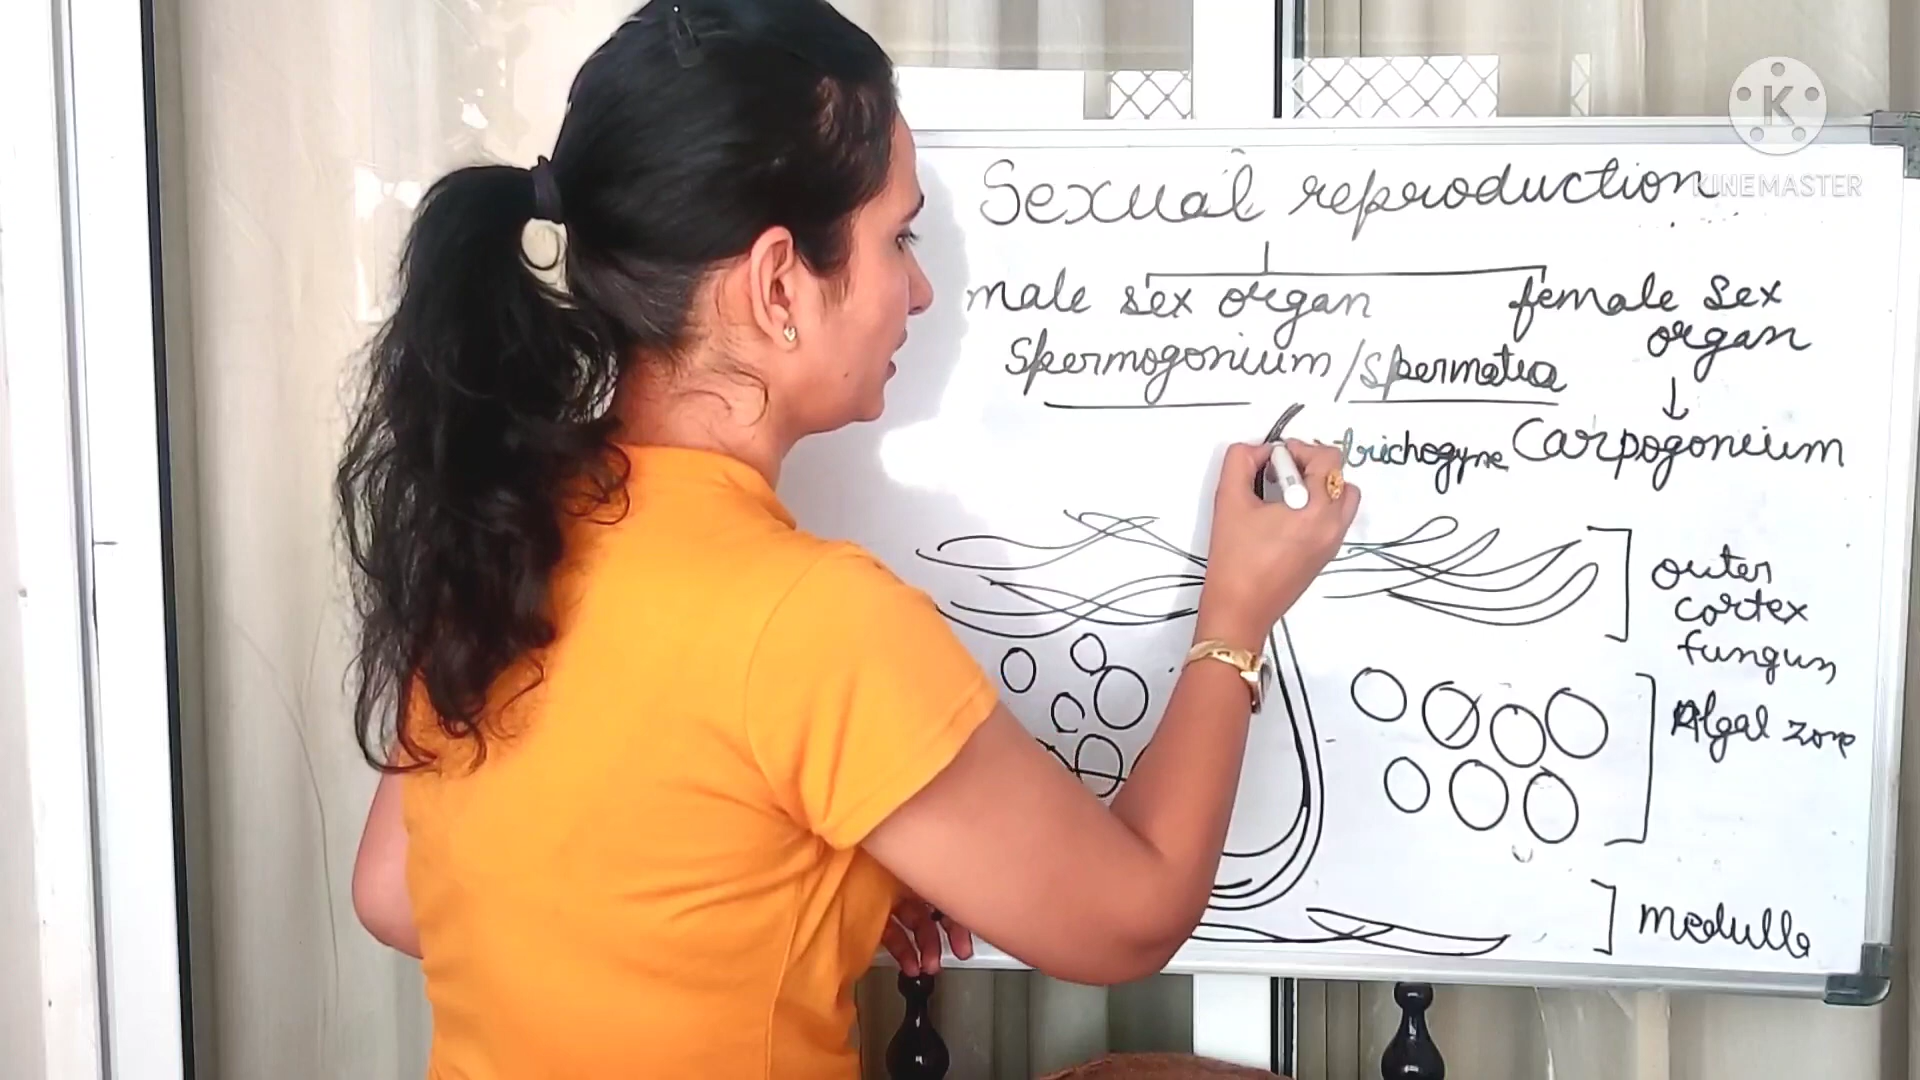 K
KINEMASTER
Sexual reproduction
male sex organ
female sex
organ
Spermogonium / Spermatia
trichogyne
Carpogonium
outer
cortex
fungus
Algal zone
medulla